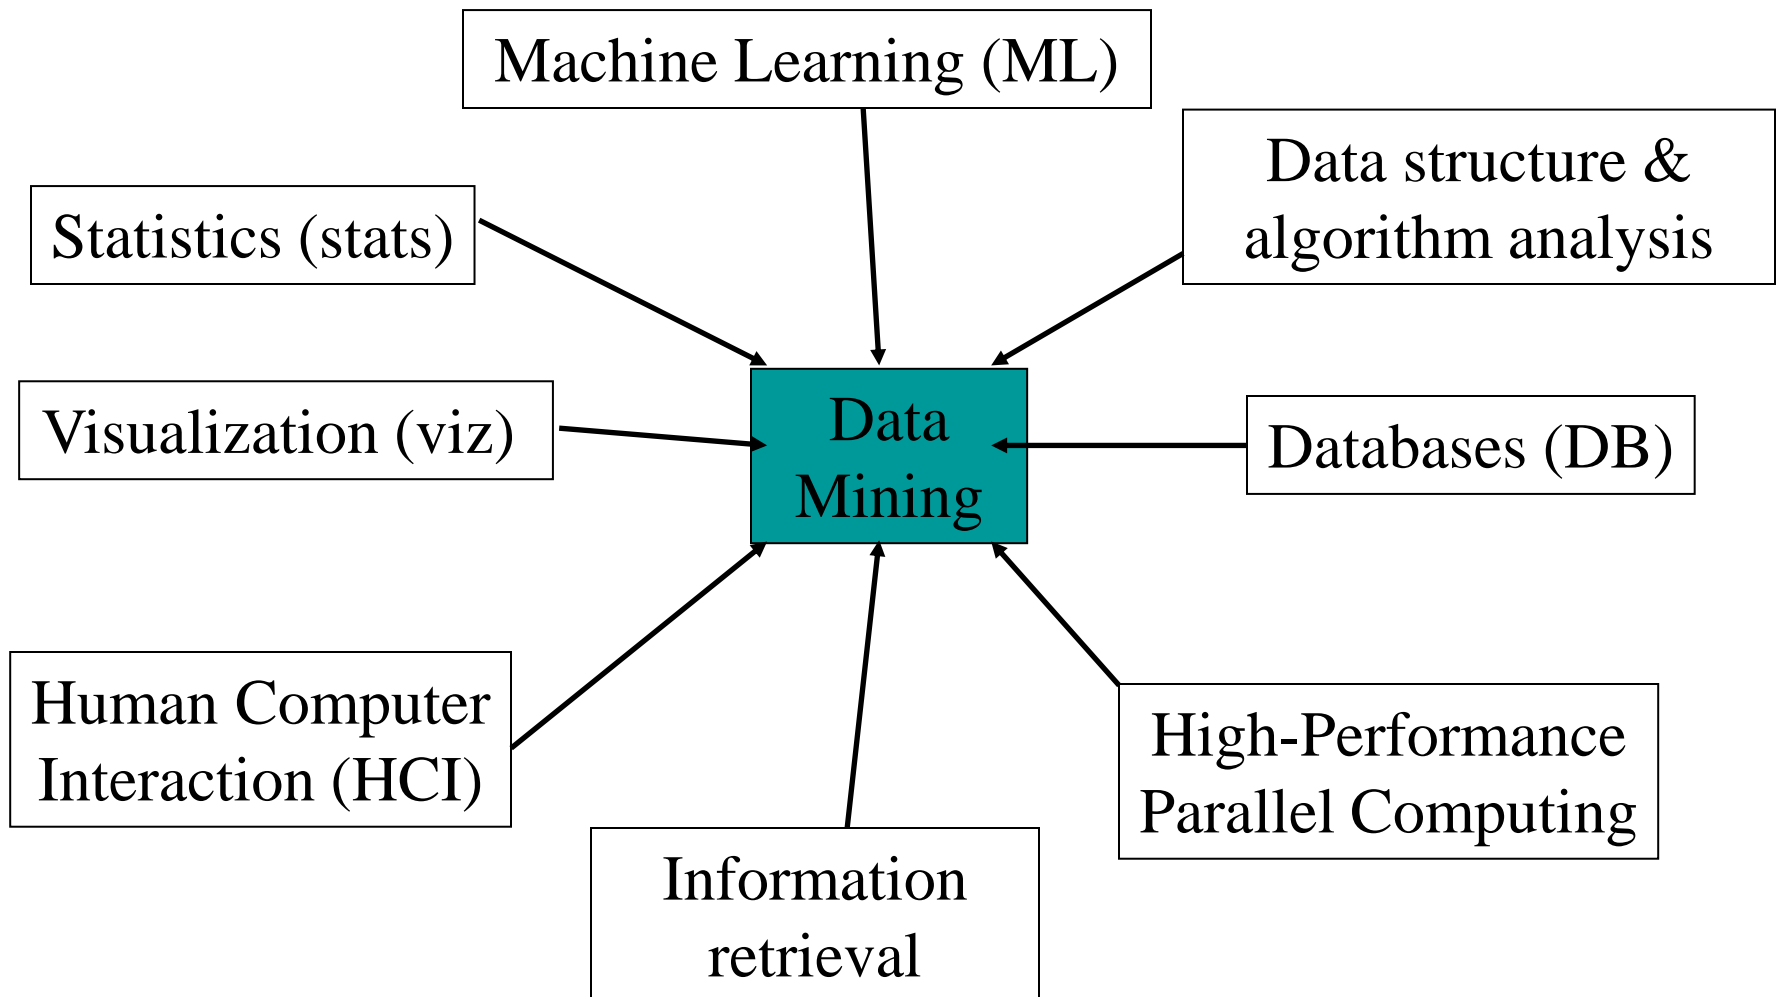 Machine Learning (ML)
Data structure &
algorithm analysis
Statistics (stats)
Visualization (viz)
Data
Mining
Databases (DB)
Human Computer
Interaction (HCI)
High-Performance
Parallel Computing
Information
retrieval